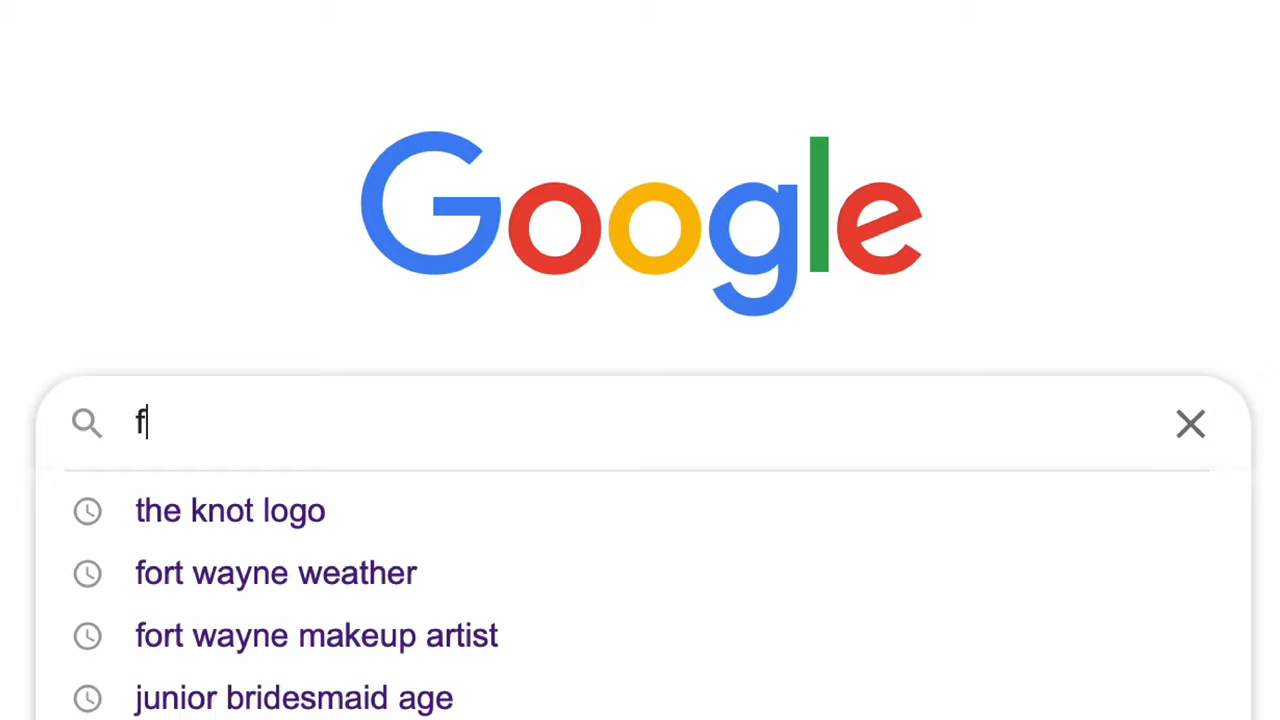 Google
f
the knot logo
fort wayne weather
fort wayne makeup artist
junior bridesmaid age